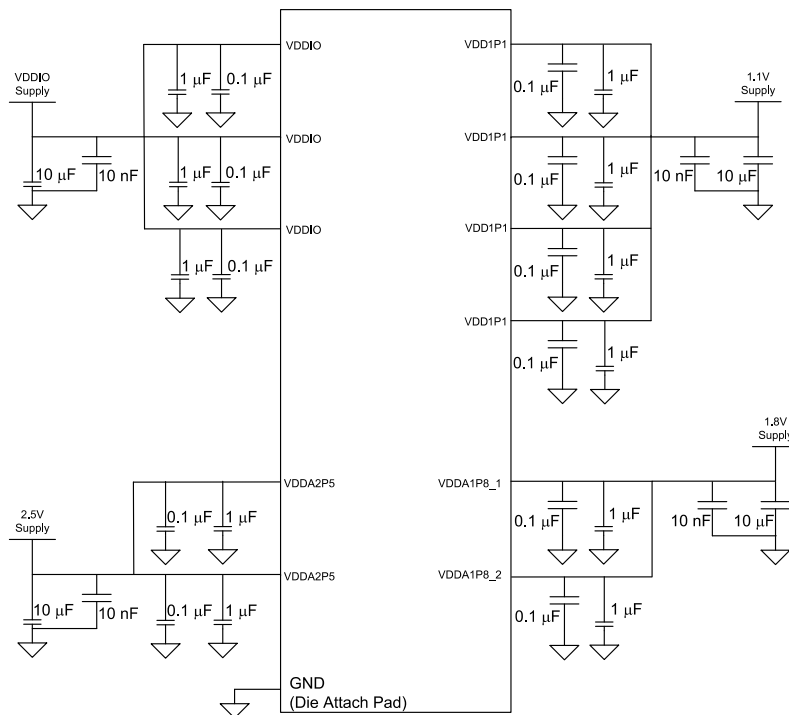 VDDIO
Supply
10 μF
10 nF
VDDIO
1 μF
0.1 μF
VDDIO
1 μF
0.1 μF
VDDIO
1 μF
0.1 μF
VDD1P1
0.1 μF
1 μF
VDD1P1
0.1 μF
1 μF
VDD1P1
0.1 μF
1 μF
VDD1P1
0.1 μF
1 μF
1.1V
Supply
10 nF
10 μF
2.5V
Supply
10 μF
10 nF
VDDA2P5
0.1 μF
1 μF
VDDA2P5
0.1 μF
1 μF
VDDA1P8_1
0.1 μF
1 μF
VDDA1P8_2
0.1 μF
1 μF
1.8V
Supply
10 nF
10 μF
GND
(Die Attach Pad)